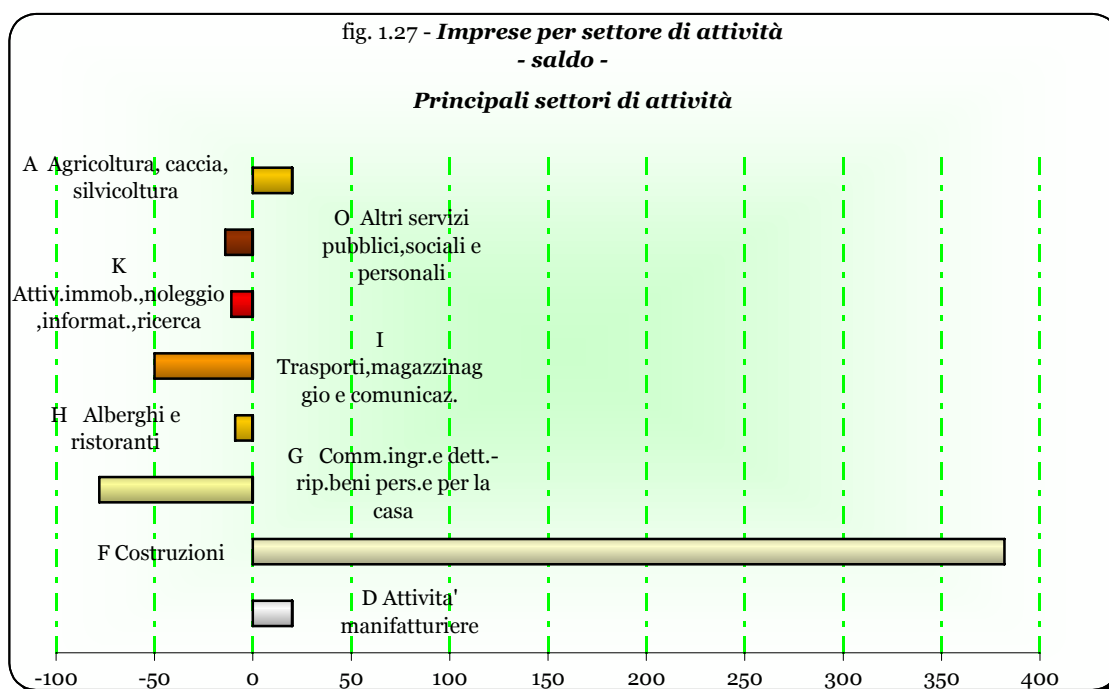 fig. 1.27 - Imprese per settore di attività
- saldo -
Principali settori di attività
A Agricoltura, caccia,
silvicoltura
O Altri servizi
pubblici,sociali e
personali
K
Attiv.immob.,noleggio
,informat.,ricerca
I
Trasporti,magazzinag
gio e comunicaz.
H Alberghi e
ristoranti
G Comm.ingr.e dett.-
rip.beni pers.e per la
casa
F Costruzioni
D Attivita'
manifatturiere
-100 -50 0 50 100 150 200 250 300 350 400